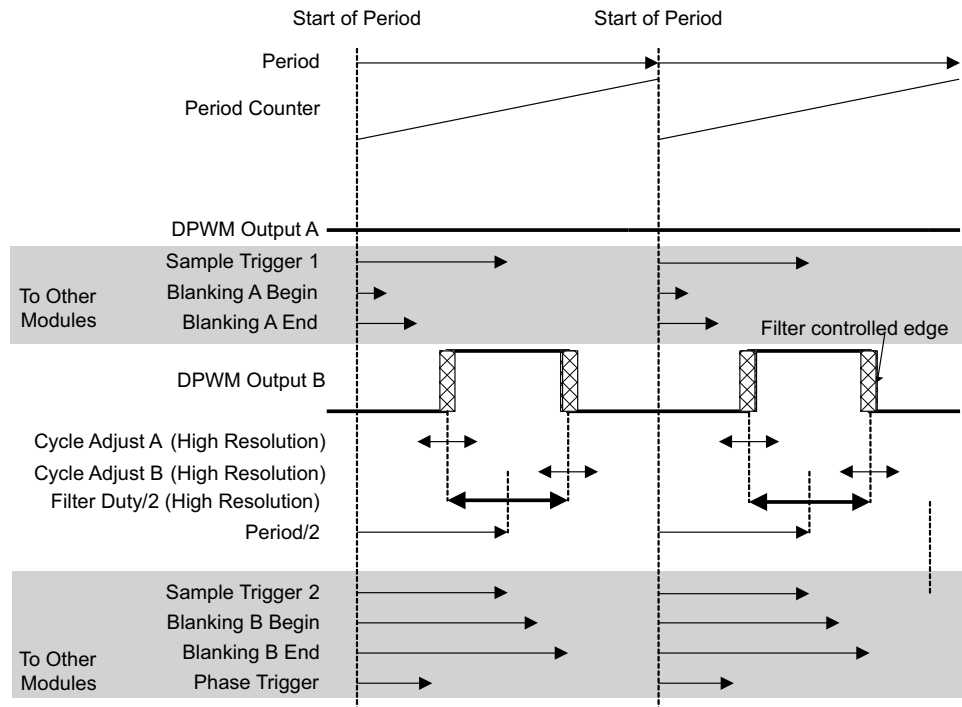 Start of Period
Start of Period
Period
Period Counter
DPWM Output A
To Other
Modules
Sample Trigger 1
Blanking A Begin
Blanking A End
Filter controlled edge
DPWM Output B
Cycle Adjust A (High Resolution)
Cycle Adjust B (High Resolution)
Filter Duty/2 (High Resolution)
Period/2
Sample Trigger 2
Blanking B Begin
Blanking B End
Phase Trigger
To Other
Modules